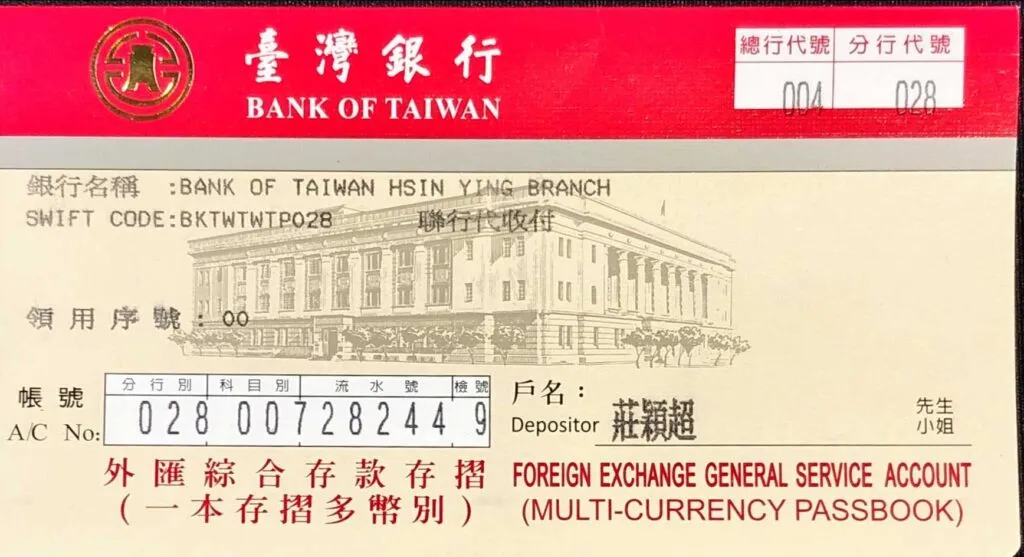 臺灣銀行
BANK OF TAIWAN
總行代號 分行代號
004 028
銀行名稱 :BANK OF TAIWAN HSIN YING BRANCH
SWIFT CODE:BKTWTWTP028 聯行代收付
領用序號: 00
帳號
A/C No:
分行別 科目別 流水號 檢號
028 007 28244 9
戶名:
Depositor 莊穎超 先生
小姐
外匯綜合存款存摺
(一本存摺多幣別)
FOREIGN EXCHANGE GENERAL SERVICE ACCOUNT
(MULTI-CURRENCY PASSBOOK)